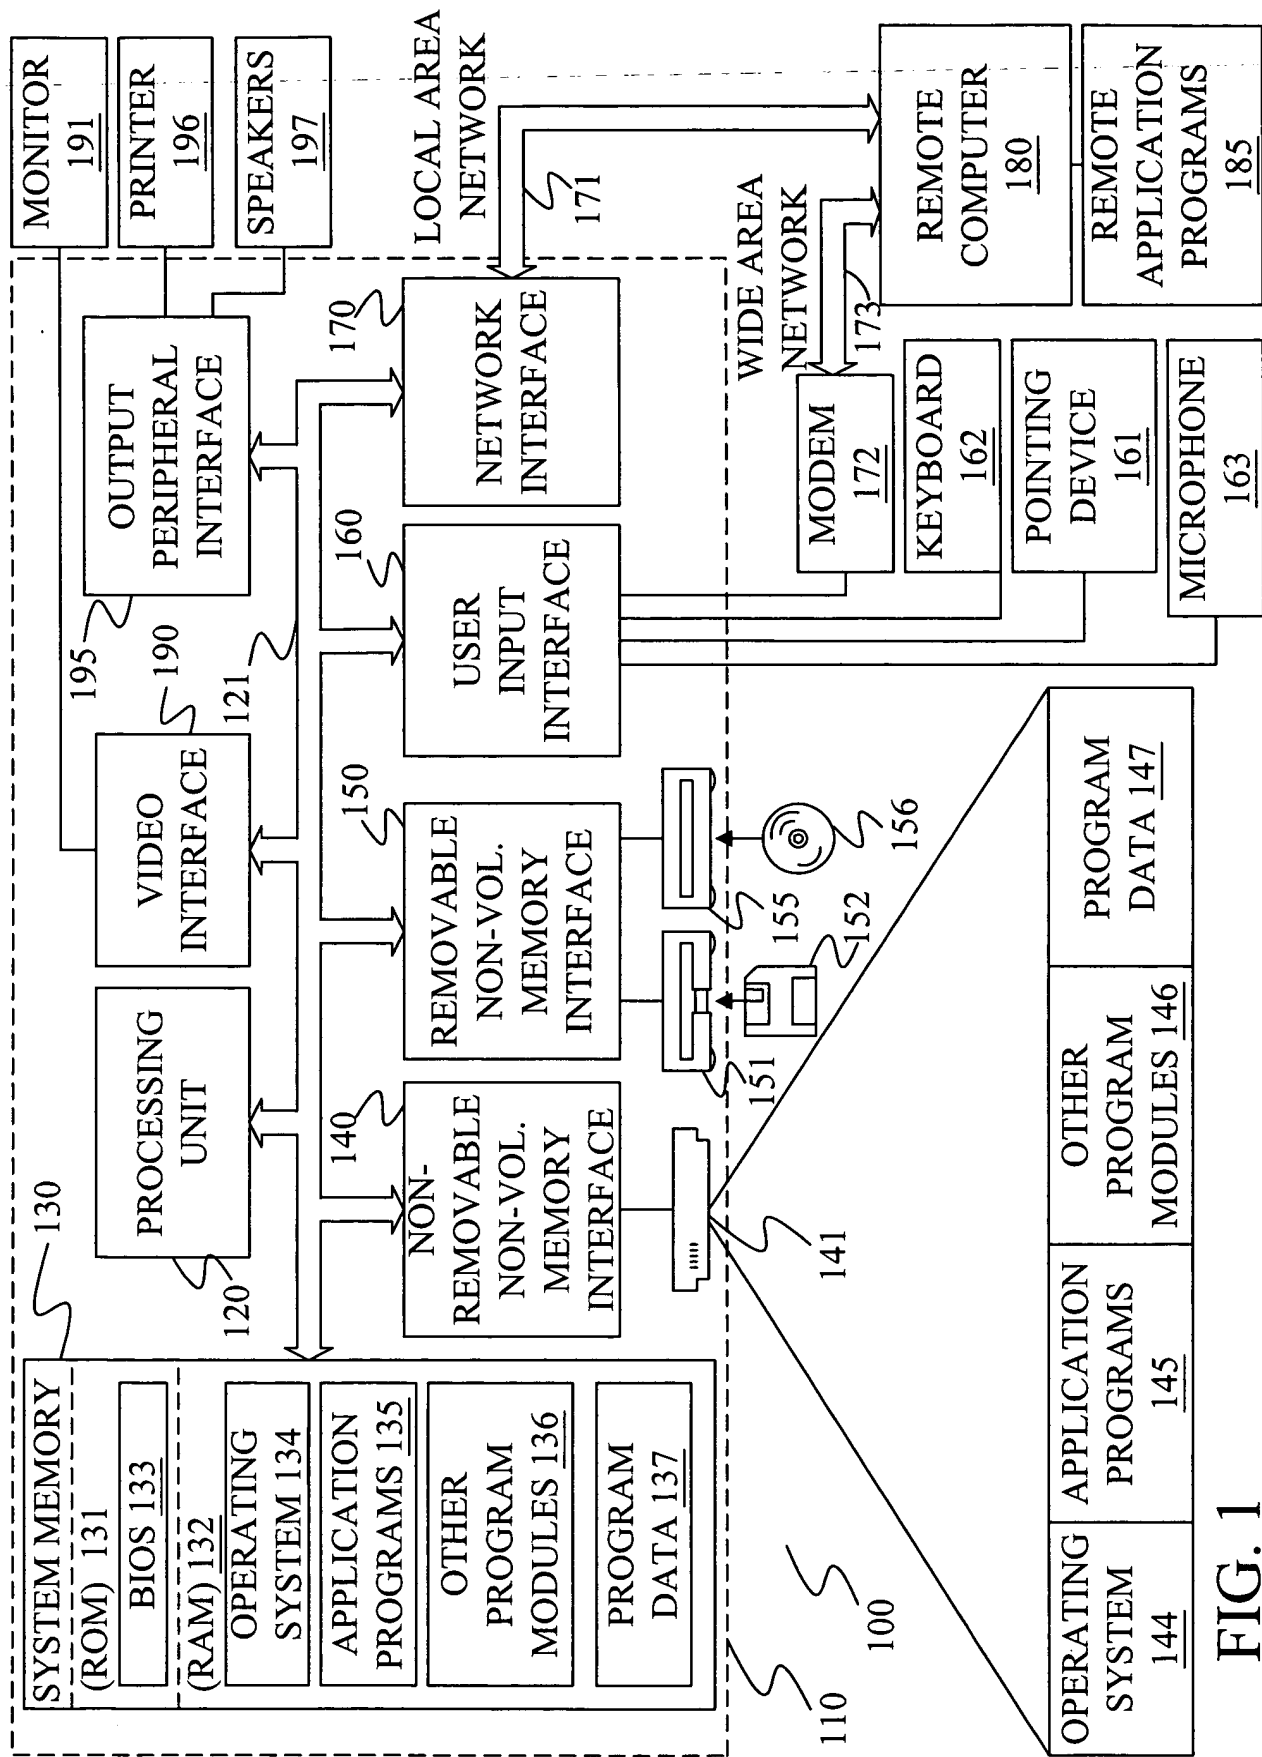 SYSTEM MEMORY
(ROM) 131
BIOS 133
(RAM) 132
OPERATING
SYSTEM 134
APPLICATION
PROGRAMS 135
OTHER
PROGRAM
MODULES 136
PROGRAM
DATA 137
130
PROCESSING
UNIT
120
VIDEO
INTERFACE
190
121
OUTPUT
PERIPHERAL
INTERFACE
195
MONITOR
191
PRINTER
196
SPEAKERS
197
NON-
REMOVABLE
NON-VOL.
MEMORY
INTERFACE
140
REMOVABLE
NON-VOL.
MEMORY
INTERFACE
150
USER
INPUT
INTERFACE
160
NETWORK
INTERFACE
170
LOCAL AREA
NETWORK
171
WIDE AREA
NETWORK
173
141
151
152
155
156
MODEM
172
KEYBOARD
162
POINTING
DEVICE
161
MICROPHONE
163
REMOTE
COMPUTER
180
REMOTE
APPLICATION
PROGRAMS
185
110
100
OPERATING
SYSTEM
144
APPLICATION
PROGRAMS
145
OTHER
PROGRAM
MODULES 146
PROGRAM
DATA 147
FIG. 1